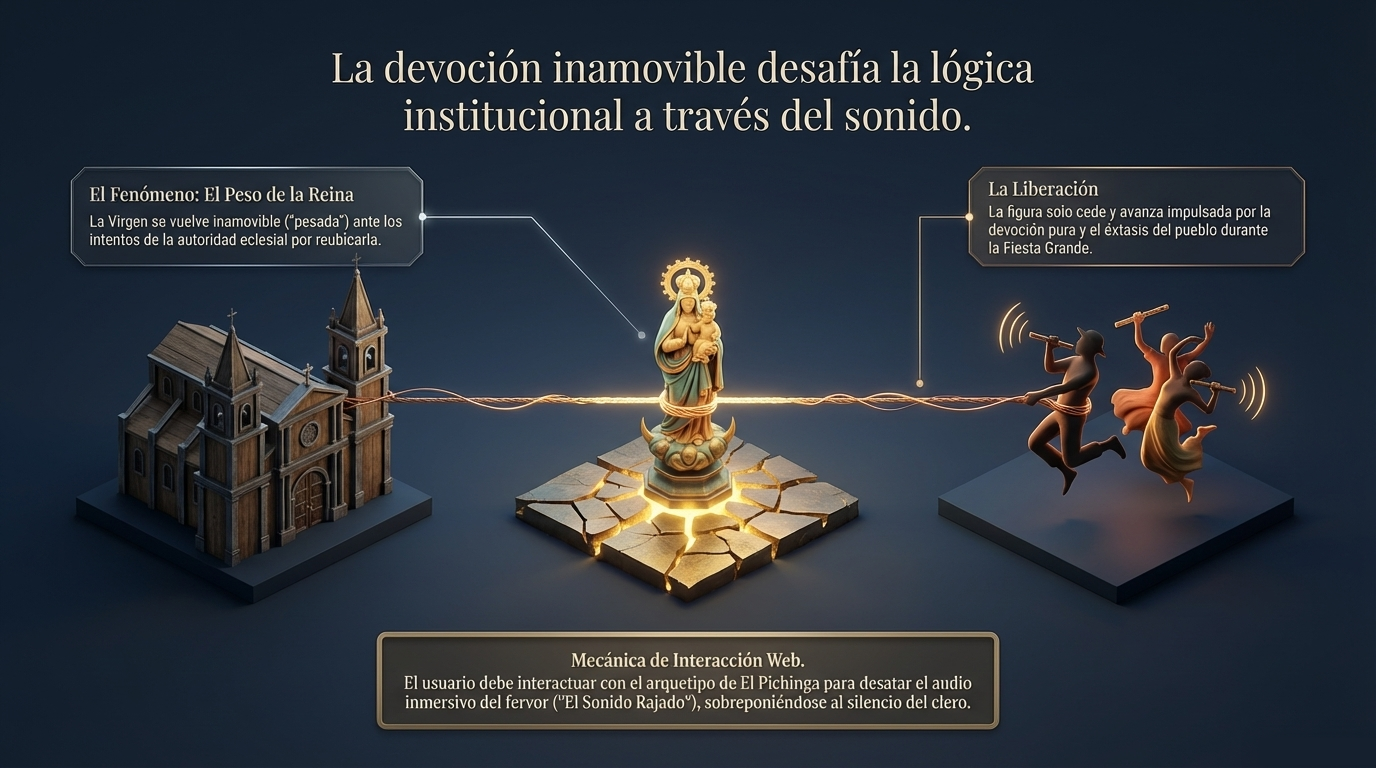 La devoción inamovible desafía la lógica
institucional a través del sonido.
El Fenómeno: El Peso de la Reina
La Virgen se vuelve inamovible ("pesada") ante los
intentos de la autoridad eclesial por reubicarla.
La Liberación
La figura solo cede y avanza impulsada por la
devoción pura y el éxtasis del pueblo durante
la Fiesta Grande.
Mecánica de Interacción Web.
El usuario debe interactuar con el arquetipo de El Pichinga para desatar el audio
inmersivo del fervor ("El Sonido Rajado"), sobreponiéndose al silencio del clero.